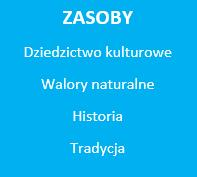 ZASOBY
Dziedzictwo kulturowe
Walory naturalne
Historia
Tradycja